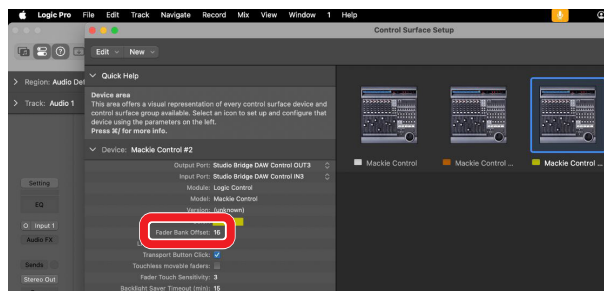 Logic Pro File Edit Track Navigate Record Mix View Window 1 Help
Control Surface Setup
Edit New
Region: Audio Def
Track: Audio 1
Quick Help
Device area
This area offers a visual representation of every control surface device and
control surface group available. Select an icon to set up and configure that
device using the parameters on the left.
Press ⌘/ for more info.
Device: Mackie Control #2
Output Port: Studio Bridge DAW Control OUT3
Input Port: Studio Bridge DAW Control IN3
Module: Logic Control
Model: Mackie Control
Version: (unknown)
Fader Bank Offset: 16
Transport Button Click:
Touchless movable faders:
Fader Touch Sensitivity: 3
Backlight Saver Timeout (min): 15
Setting
EQ
Input 1
Audio FX
Sends
Stereo Out
Mackie Control
Mackie Control ...
Mackie Control ...